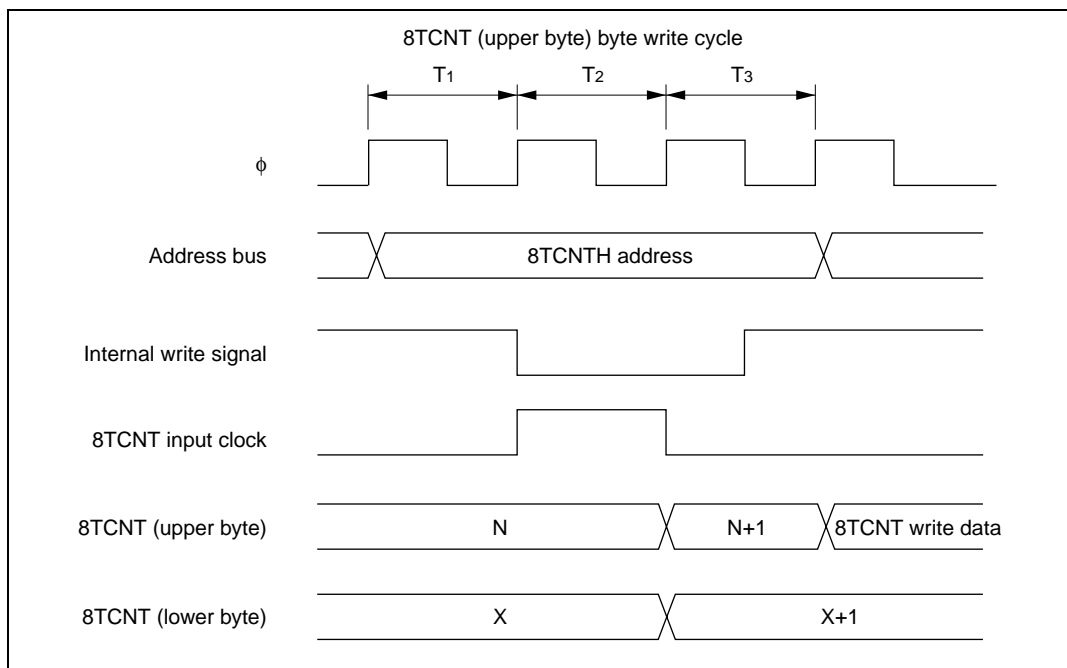 8TCNT (upper byte) byte write cycle
T1 T2 T3
φ
Address bus 8TCNTH address
Internal write signal
8TCNT input clock
8TCNT (upper byte) N N+1 8TCNT write data
8TCNT (lower byte) X X+1